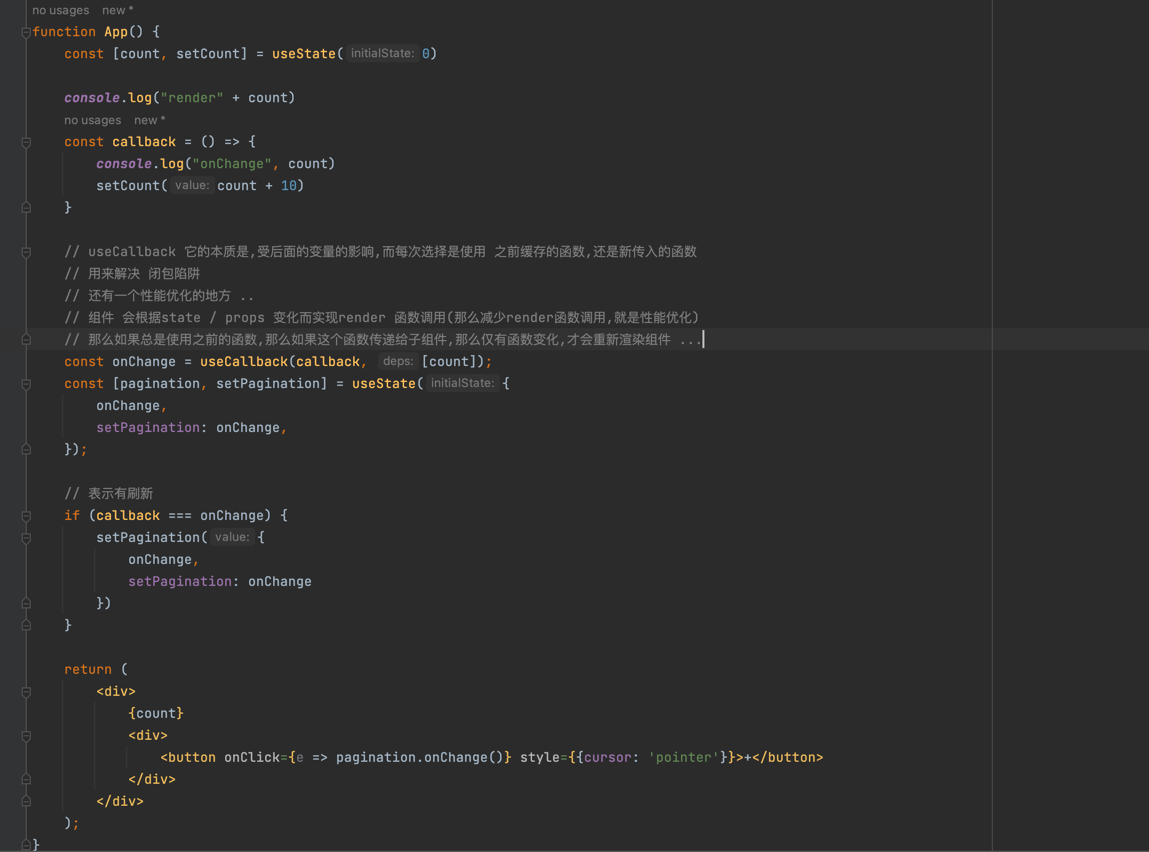 no usages   new *
function App() {
    const [count, setCount] = useState( initialState: 0)
    console.log("render" + count)
    no usages   new *
    const callback = () => {
        console.log("onChange", count)
        setCount( value: count + 10)
    }
    // useCallback 它的本质是,受后面的变量的影响,而每次选择是使用 之前缓存的函数,还是新传入的函数
    // 用来解决 闭包陷阱
    // 还有一个性能优化的地方 ..
    // 组件 会根据state / props 变化而实现render 函数调用(那么减少render函数调用,就是性能优化)
    // 那么如果总是使用之前的函数,那么如果这个函数传递给子组件,那么仅有函数变化,才会重新渲染组件 ...
    const onChange = useCallback(callback,  deps: [count]);
    const [pagination, setPagination] = useState( initialState: {
        onChange,
        setPagination: onChange,
    });
    // 表示有刷新
    if (callback === onChange) {
        setPagination( value: {
            onChange,
            setPagination: onChange
        })
    }
    return (
        <div>
            {count}
            <div>
                <button onClick={e => pagination.onChange()} style={{cursor: 'pointer'}}>+</button>
            </div>
        </div>
    );
}